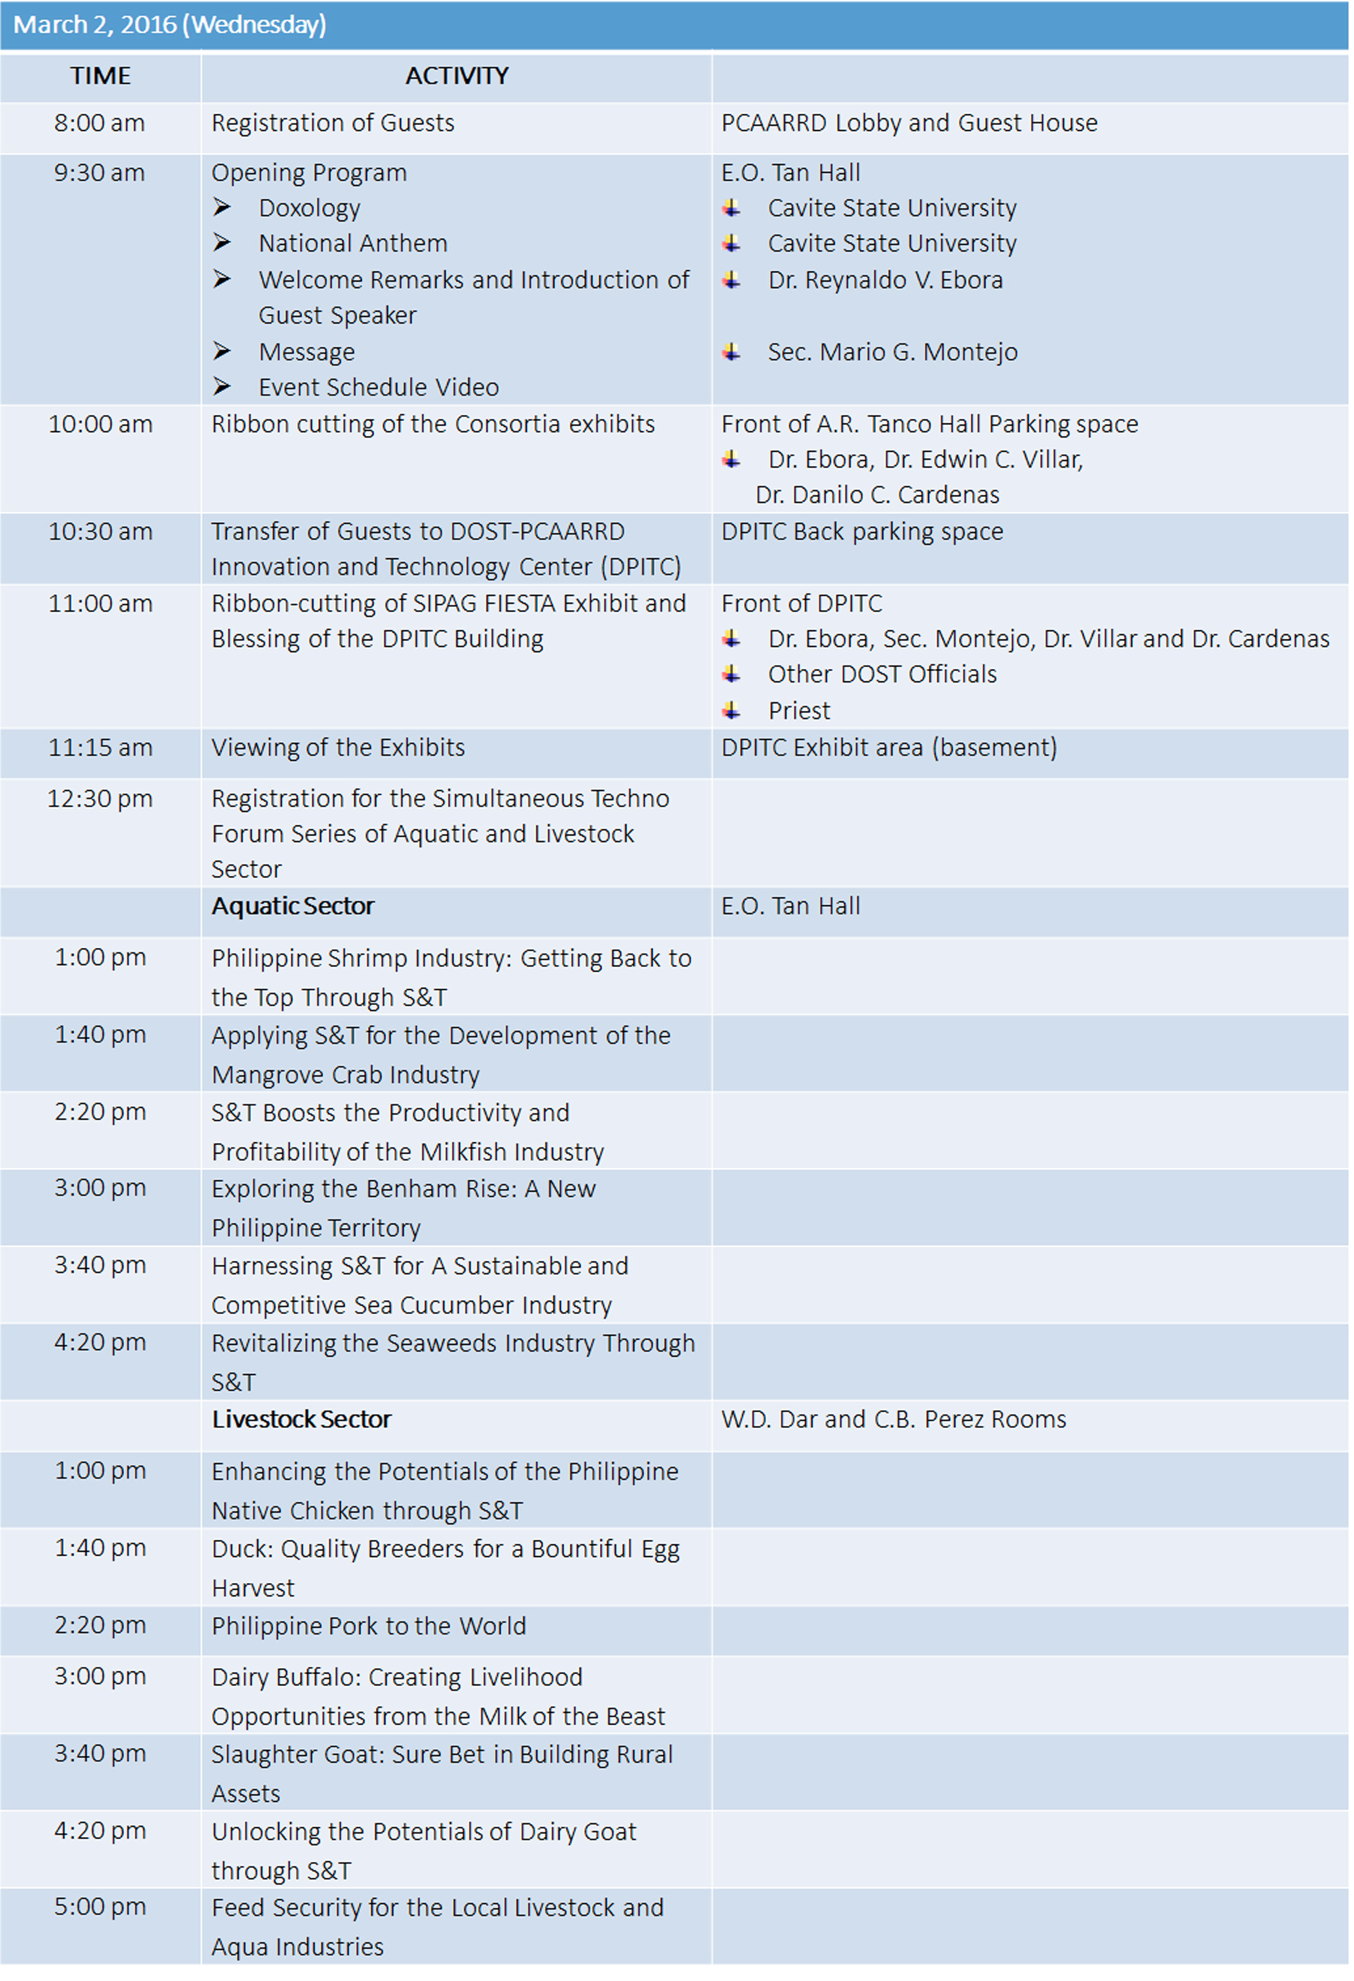 March 2, 2016 (Wednesday)
TIME ACTIVITY
8:00 am Registration of Guests PCAARRD Lobby and Guest House
9:30 am Opening Program E.O. Tan Hall
Doxology Cavite State University
National Anthem Cavite State University
Welcome Remarks and Introduction of Dr. Reynaldo V. Ebora
Guest Speaker
Message Sec. Mario G. Montejo
Event Schedule Video
10:00 am Ribbon cutting of the Consortia exhibits Front of A.R. Tanco Hall Parking space
Dr. Ebora, Dr. Edwin C. Villar,
Dr. Danilo C. Cardenas
10:30 am Transfer of Guests to DOST-PCAARRD DPITC Back parking space
Innovation and Technology Center (DPITC)
11:00 am Ribbon-cutting of SIPAG FIESTA Exhibit and Front of DPITC
Blessing of the DPITC Building Dr. Ebora, Sec. Montejo, Dr. Villar and Dr. Cardenas
Other DOST Officials
Priest
11:15 am Viewing of the Exhibits DPITC Exhibit area (basement)
12:30 pm Registration for the Simultaneous Techno
Forum Series of Aquatic and Livestock
Sector
Aquatic Sector E.O. Tan Hall
1:00 pm Philippine Shrimp Industry: Getting Back to
the Top Through S&T
1:40 pm Applying S&T for the Development of the
Mangrove Crab Industry
2:20 pm S&T Boosts the Productivity and
Profitability of the Milkfish Industry
3:00 pm Exploring the Benham Rise: A New
Philippine Territory
3:40 pm Harnessing S&T for A Sustainable and
Competitive Sea Cucumber Industry
4:20 pm Revitalizing the Seaweeds Industry Through
S&T
Livestock Sector W.D. Dar and C.B. Perez Rooms
1:00 pm Enhancing the Potentials of the Philippine
Native Chicken through S&T
1:40 pm Duck: Quality Breeders for a Bountiful Egg
Harvest
2:20 pm Philippine Pork to the World
3:00 pm Dairy Buffalo: Creating Livelihood
Opportunities from the Milk of the Beast
3:40 pm Slaughter Goat: Sure Bet in Building Rural
Assets
4:20 pm Unlocking the Potentials of Dairy Goat
through S&T
5:00 pm Feed Security for the Local Livestock and
Aqua Industries